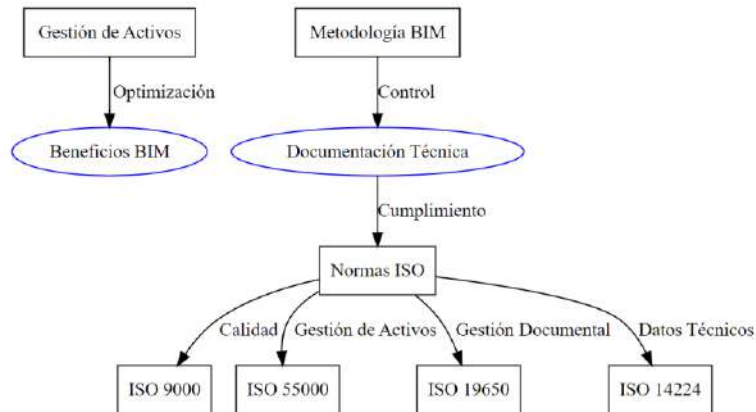 Gestión de Activos
Metodología BIM
Optimización
Control
Beneficios BIM
Documentación Técnica
Cumplimiento
Normas ISO
Calidad
Gestión de Activos
Gestión Documental
Datos Técnicos
ISO 9000
ISO 55000
ISO 19650
ISO 14224